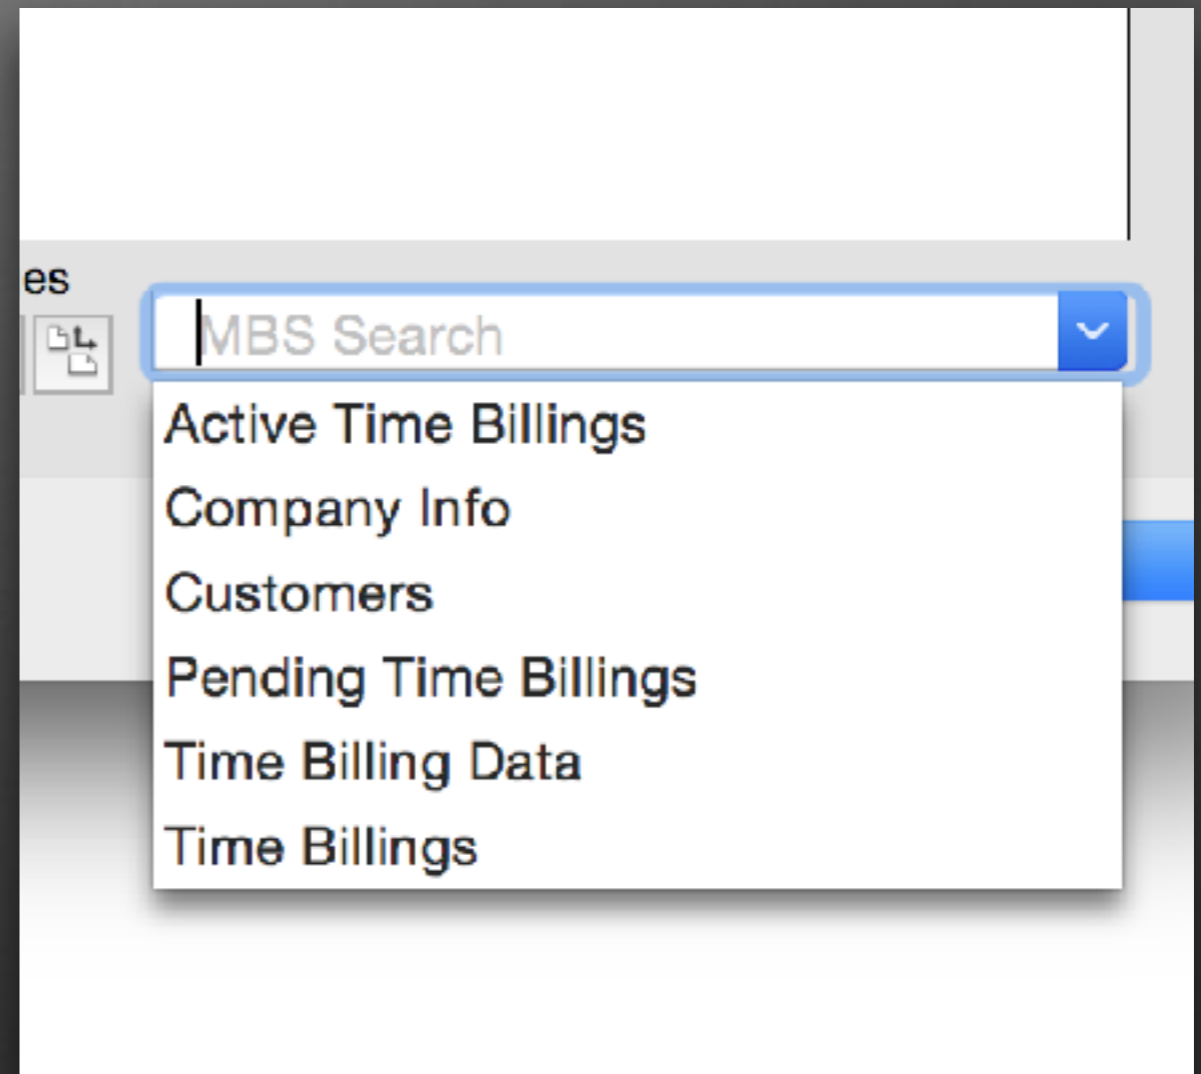 es
MBS Search
Active Time Billings
Company Info
Customers
Pending Time Billings
Time Billing Data
Time Billings